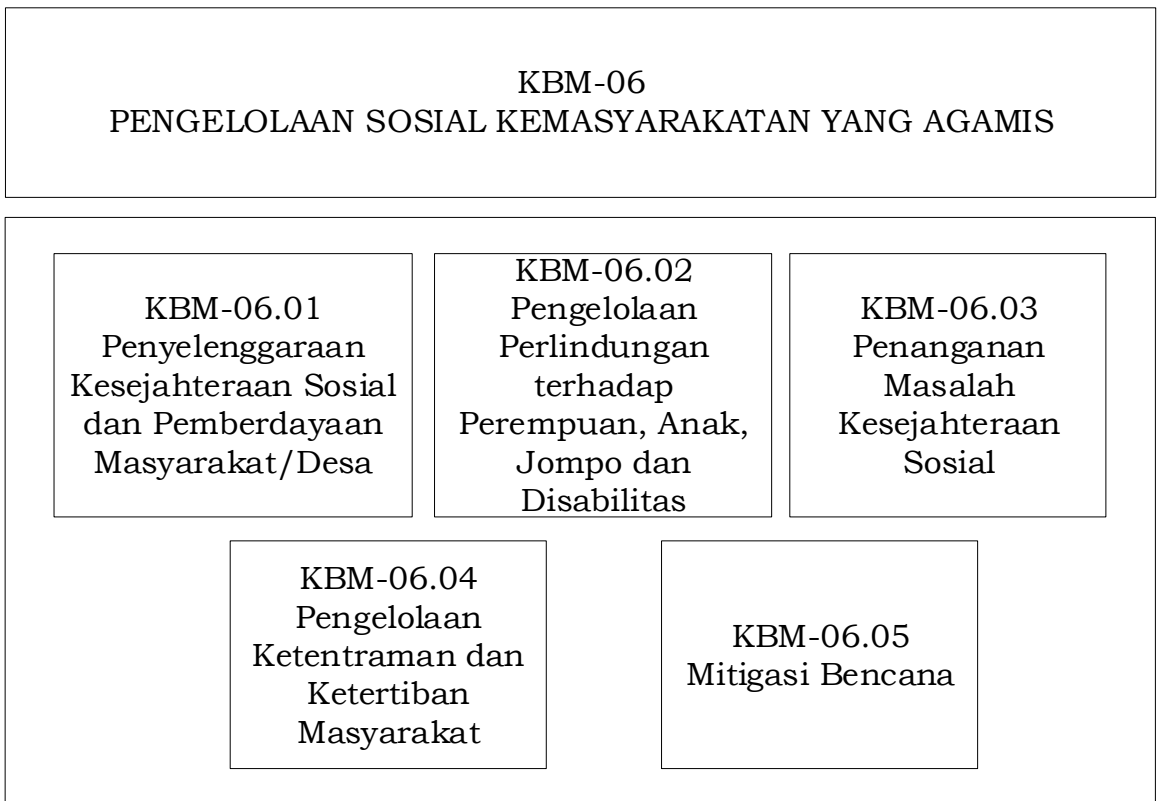 KBM-06
PENGELOLAAN SOSIAL KEMASYARAKATAN YANG AGAMIS
KBM-06.01
Penyelenggaraan
Kesejahteraan Sosial
dan Pemberdayaan
Masyarakat/Desa
KBM-06.02
Pengelolaan
Perlindungan
terhadap
Perempuan, Anak,
Jompo dan
Disabilitas
KBM-06.03
Penanganan
Masalah
Kesejahteraan
Sosial
KBM-06.04
Pengelolaan
Ketentraman dan
Ketertiban
Masyarakat
KBM-06.05
Mitigasi Bencana